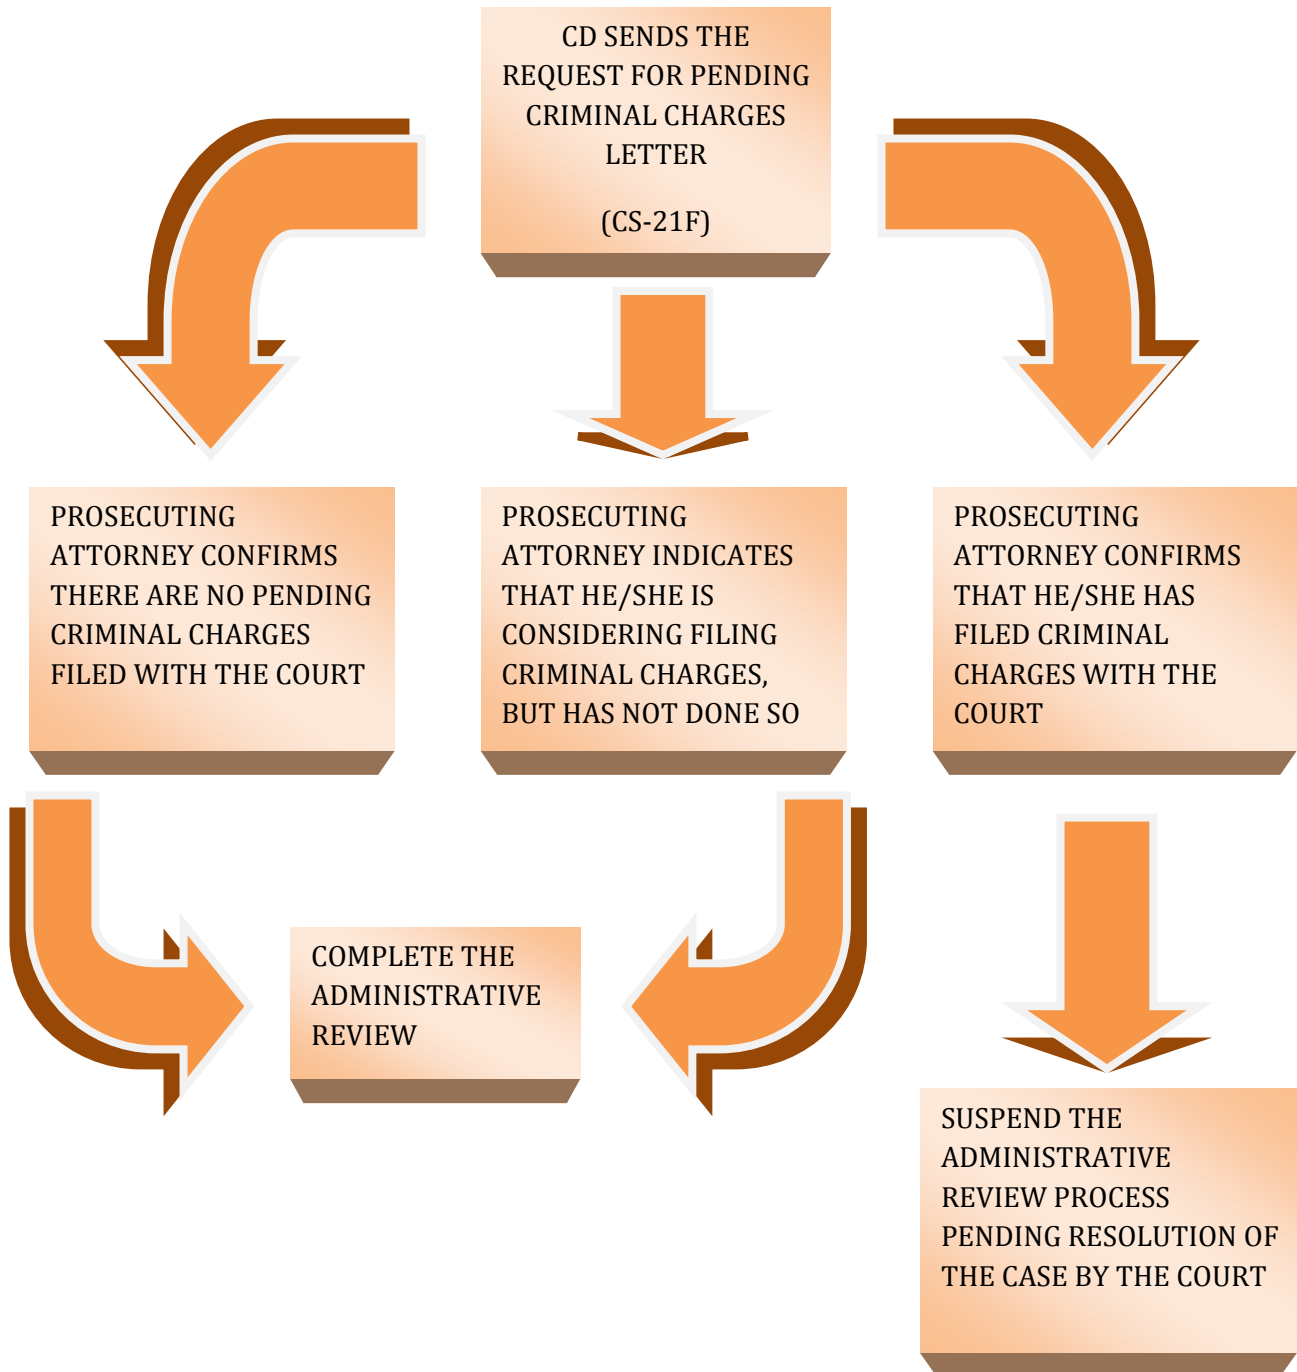 CD SENDS THE
REQUEST FOR PENDING
CRIMINAL CHARGES
LETTER
(CS-21F)
PROSECUTING
ATTORNEY CONFIRMS
THERE ARE NO PENDING
CRIMINAL CHARGES
FILED WITH THE COURT
PROSECUTING
ATTORNEY INDICATES
THAT HE/SHE IS
CONSIDERING FILING
CRIMINAL CHARGES,
BUT HAS NOT DONE SO
PROSECUTING
ATTORNEY CONFIRMS
THAT HE/SHE HAS
FILED CRIMINAL
CHARGES WITH THE
COURT
COMPLETE THE
ADMINISTRATIVE
REVIEW
SUSPEND THE
ADMINISTRATIVE
REVIEW PROCESS
PENDING RESOLUTION OF
THE CASE BY THE COURT